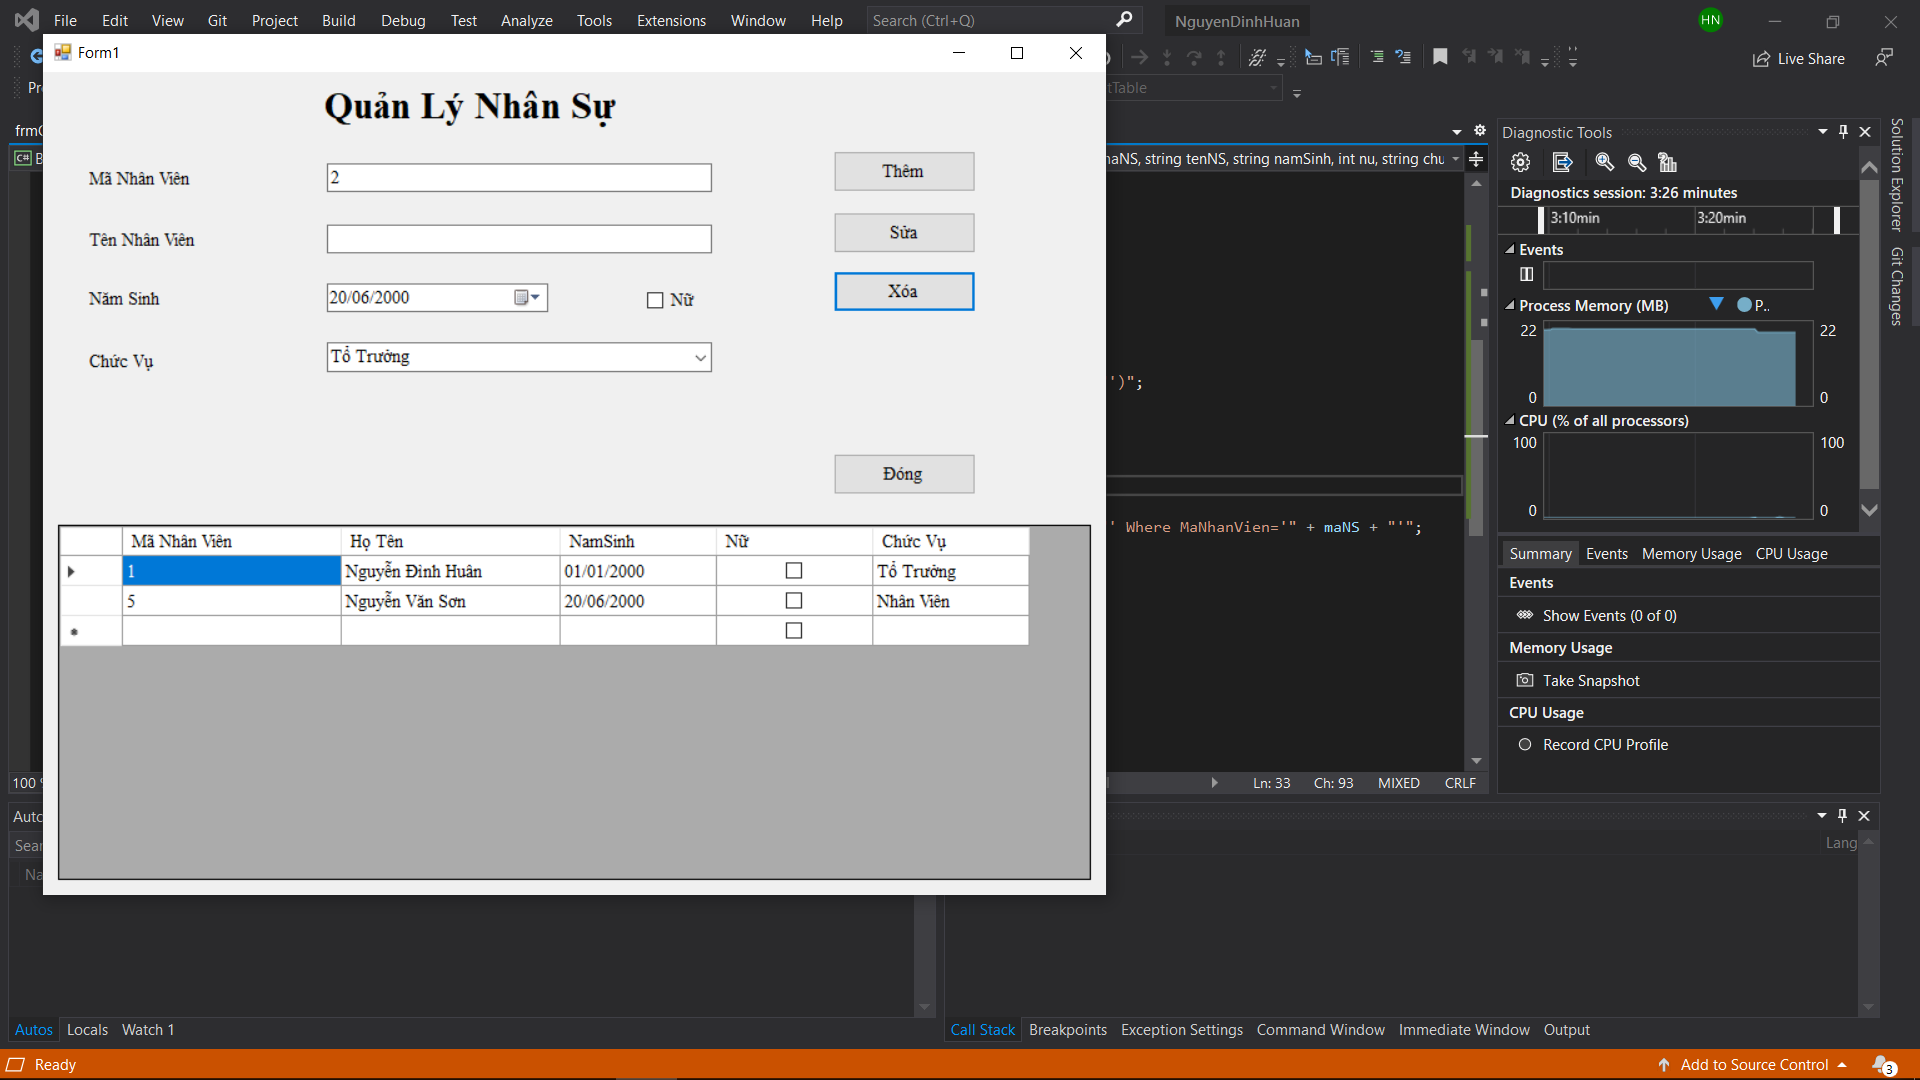 File Edit View Git Project Build Debug Test Analyze Tools Extensions Window Help Search (Ctrl+Q) NguyenDinhHuan HN
Form1
Live Share
Quản Lý Nhân Sự
Mã Nhân Viên 2 Thêm
Tên Nhân Viên Sửa
Năm Sinh 20/06/2000 Nữ Xóa
Chức Vụ Tổ Trưởng
Đóng
Mã Nhân Viên Họ Tên NamSinh Nữ Chức Vụ
1 Nguyễn Đình Huân 01/01/2000 Tổ Trưởng
5 Nguyễn Văn Sơn 20/06/2000 Nhân Viên
Pr
tTable
frm
C# B
maNS, string tenNS, string namSinh, int nu, string chu
')";
' Where MaNhanVien='" + maNS + "'";
100 %
Ln: 33 Ch: 93 MIXED CRLF
Diagnostic Tools
Diagnostics session: 3:26 minutes
3:10min 3:20min
Events
Process Memory (MB) P..
22 22
0 0
CPU (% of all processors)
100 100
0 0
Summary Events Memory Usage CPU Usage
Events
Show Events (0 of 0)
Memory Usage
Take Snapshot
CPU Usage
Record CPU Profile
Solution Explorer
Git Changes
Auto
Sear
Na
Lang
Autos Locals Watch 1
Call Stack Breakpoints Exception Settings Command Window Immediate Window Output
Ready
Add to Source Control 3